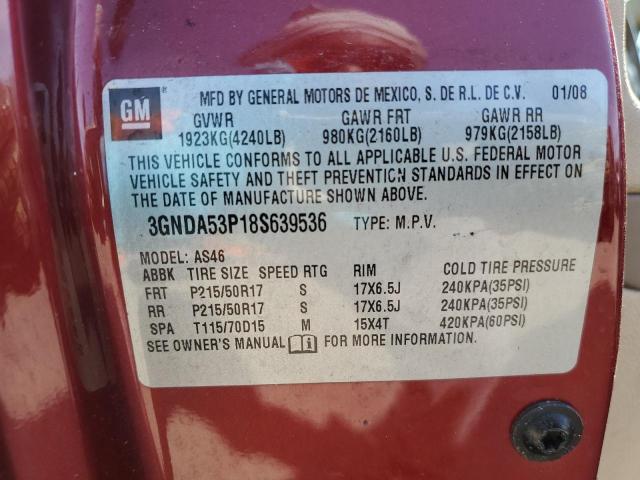 GM
MFD BY GENERAL MOTORS DE MEXICO, S. DE R.L. DE C.V. 01/08
GVWR GAWR FRT GAWR RR
1923KG(4240LB) 980KG(2160LB) 979KG(2158LB)
THIS VEHICLE CONFORMS TO ALL APPLICABLE U.S. FEDERAL MOTOR
VEHICLE SAFETY AND THEFT PREVENTION STANDARDS IN EFFECT ON
THE DATE OF MANUFACTURE SHOWN ABOVE.
3GNDA53P18S639536 TYPE: M.P.V.
MODEL: AS46
ABBK TIRE SIZE SPEED RTG RIM COLD TIRE PRESSURE
FRT P215/50R17 S 17X6.5J 240KPA(35PSI)
RR P215/50R17 S 17X6.5J 240KPA(35PSI)
SPA T115/70D15 M 15X4T 420KPA(60PSI)
SEE OWNER'S MANUAL FOR MORE INFORMATION.